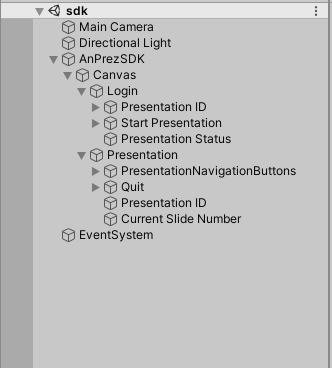 sdk
Main Camera
Directional Light
AnPrezSDK
Canvas
Login
Presentation ID
Start Presentation
Presentation Status
Presentation
PresentationNavigationButtons
Quit
Presentation ID
Current Slide Number
EventSystem